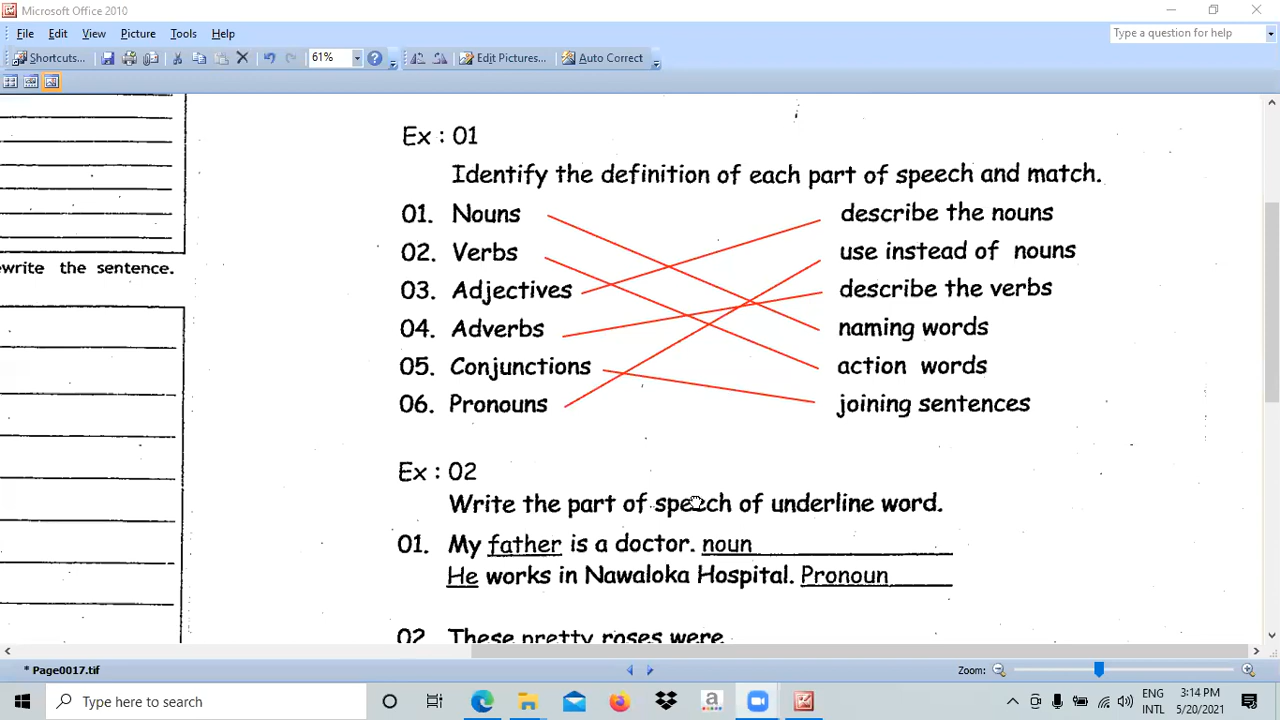 Microsoft Office 2010
File Edit View Picture Tools Help
Type a question for help
Shortcuts... 61% Edit Pictures... Auto Correct
Ex : 01
Identify the definition of each part of speech and match.
01. Nouns describe the nouns
02. Verbs use instead of nouns
03. Adjectives describe the verbs
04. Adverbs naming words
05. Conjunctions action words
06. Pronouns joining sentences
ewrite the sentence.
Ex : 02
Write the part of speech of underline word.
01. My father is a doctor. noun
He works in Nawaloka Hospital. Pronoun
02 These pretty roses were
* Page0017.tif
Zoom:
Type here to search
ENG
INTL
3:14 PM
5/20/2021